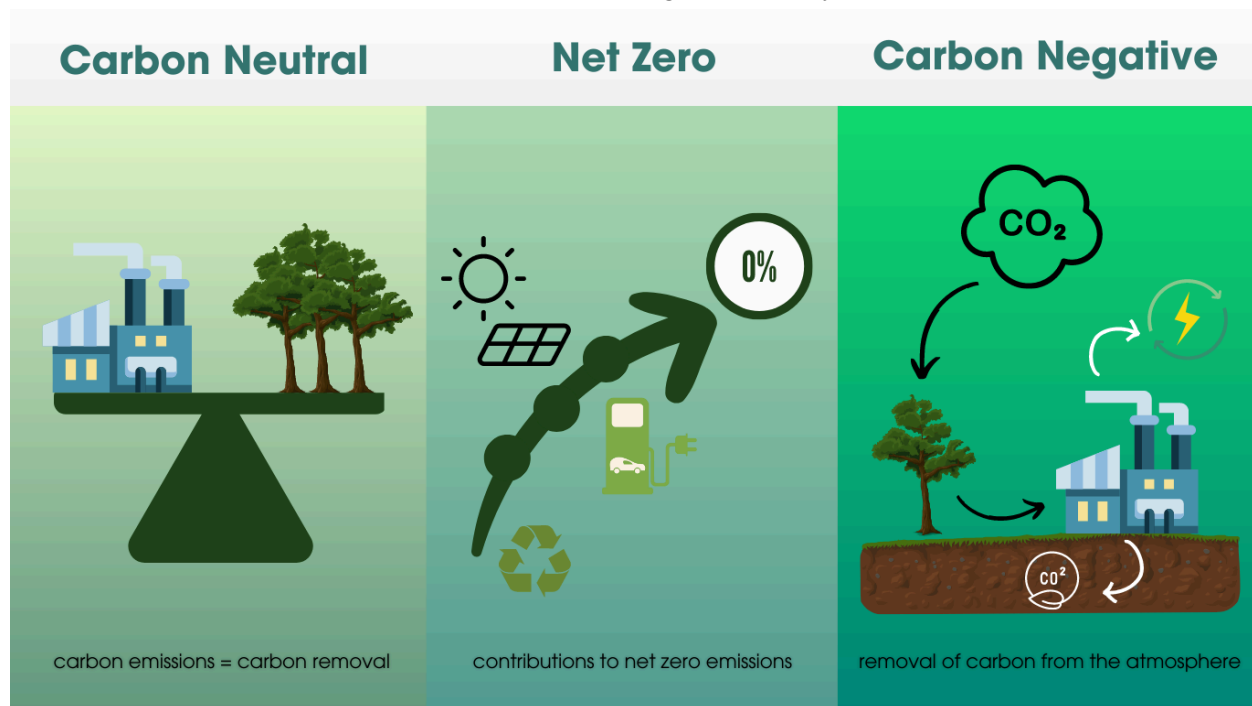 Carbon Neutral
Net Zero
Carbon Negative
CO₂
0%
CO²
carbon emissions = carbon removal
contributions to net zero emissions
removal of carbon from the atmosphere